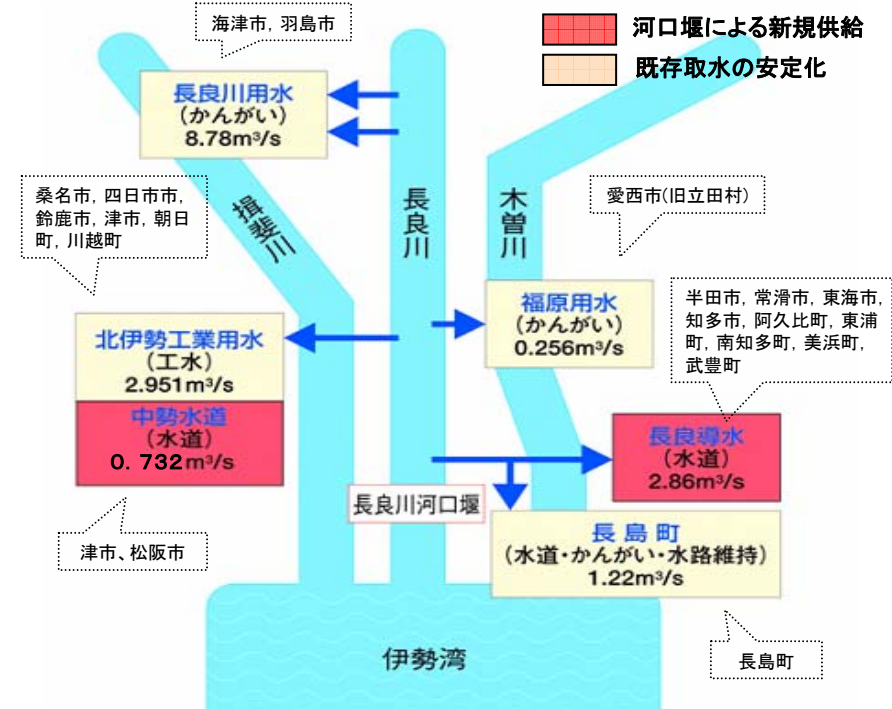 海津市，羽島市
河口堰による新規供給
既存取水の安定化
長良川用水
(かんがい)
8.78m³/s
桑名市，四日市市，
鈴鹿市，津市，朝日
町，川越町
揖斐川
長良川
木曽川
愛西市(旧立田村)
福原用水
(かんがい)
0.256m³/s
半田市，常滑市，東海市，
知多市，阿久比町，東浦
町，南知多町，美浜町，
武豊町
北伊勢工業用水
(工水)
2.951m³/s
中勢水道
(水道)
0．732m³/s
長良導水
(水道)
2.86m³/s
長良川河口堰
長島町
(水道・かんがい・水路維持)
1.22m³/s
津市、松阪市
伊勢湾
長島町